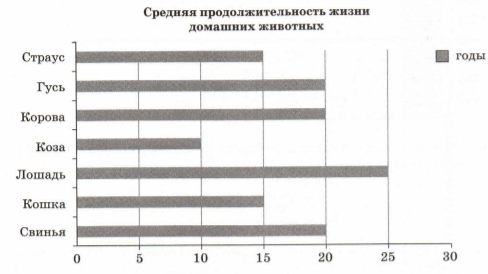 Средняя продолжительность жизни
домашних животных
Страус
годы
Гусь
Корова
Коза
Лошадь
Кошка
Свинья
0 5 10 15 20 25 30